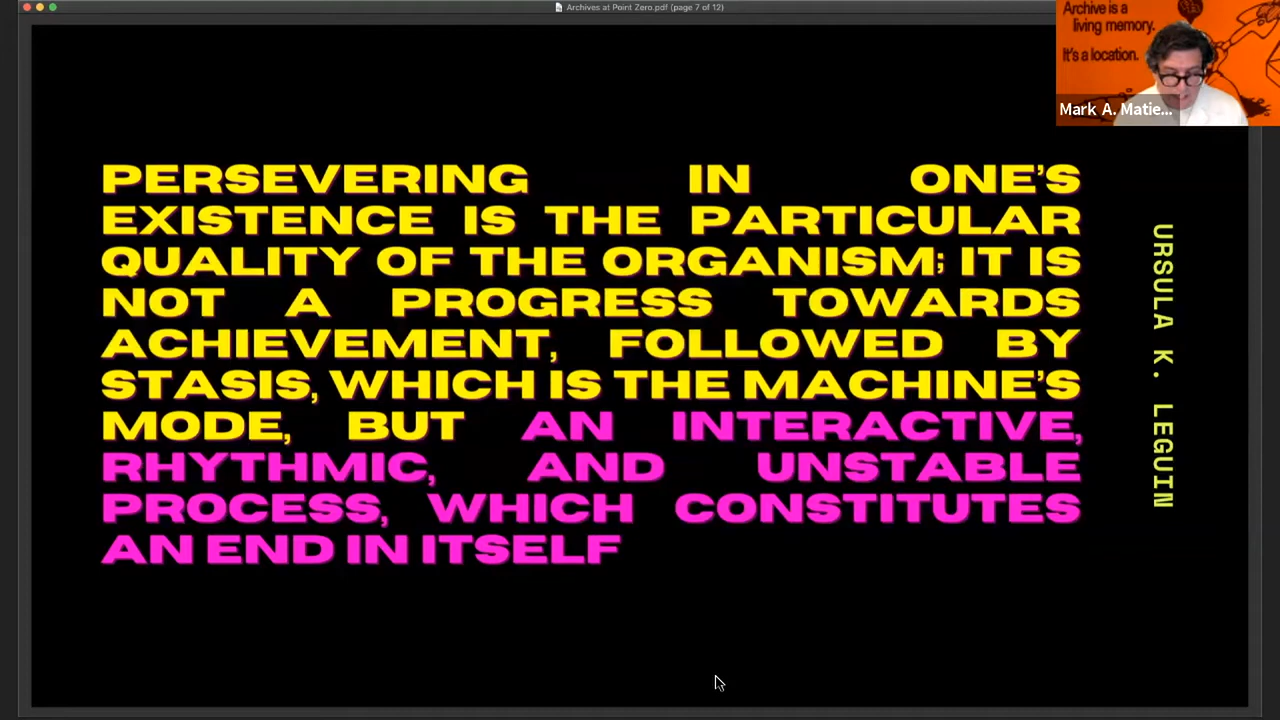 Archives at Point Zero.pdf (page 7 of 12)
Archive is a
living memory.
It's a location.
Mark A. Matie...
PERSEVERING IN ONE’S
EXISTENCE IS THE PARTICULAR
QUALITY OF THE ORGANISM; IT IS
NOT A PROGRESS TOWARDS
ACHIEVEMENT, FOLLOWED BY
STASIS, WHICH IS THE MACHINE’S
MODE, BUT AN INTERACTIVE,
RHYTHMIC, AND UNSTABLE
PROCESS, WHICH CONSTITUTES
AN END IN ITSELF
URSULA K. LEGUIN